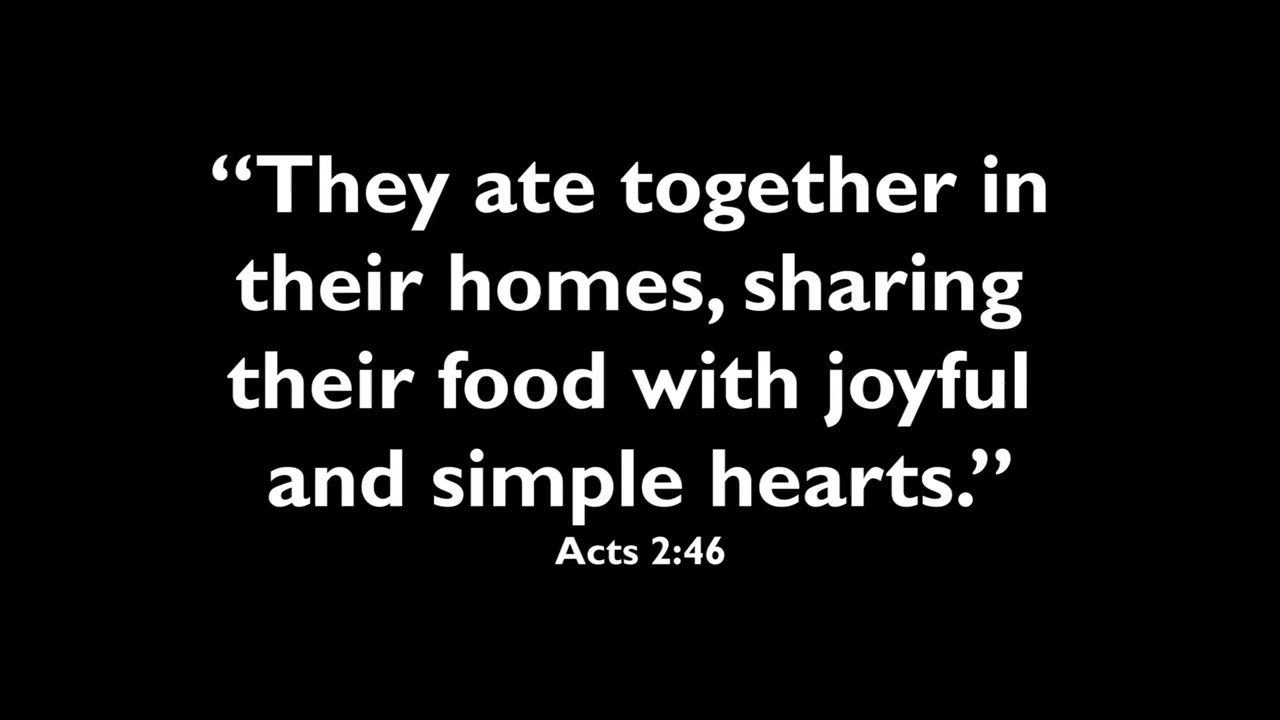 “They ate together in
their homes, sharing
their food with joyful
and simple hearts.”
Acts 2:46